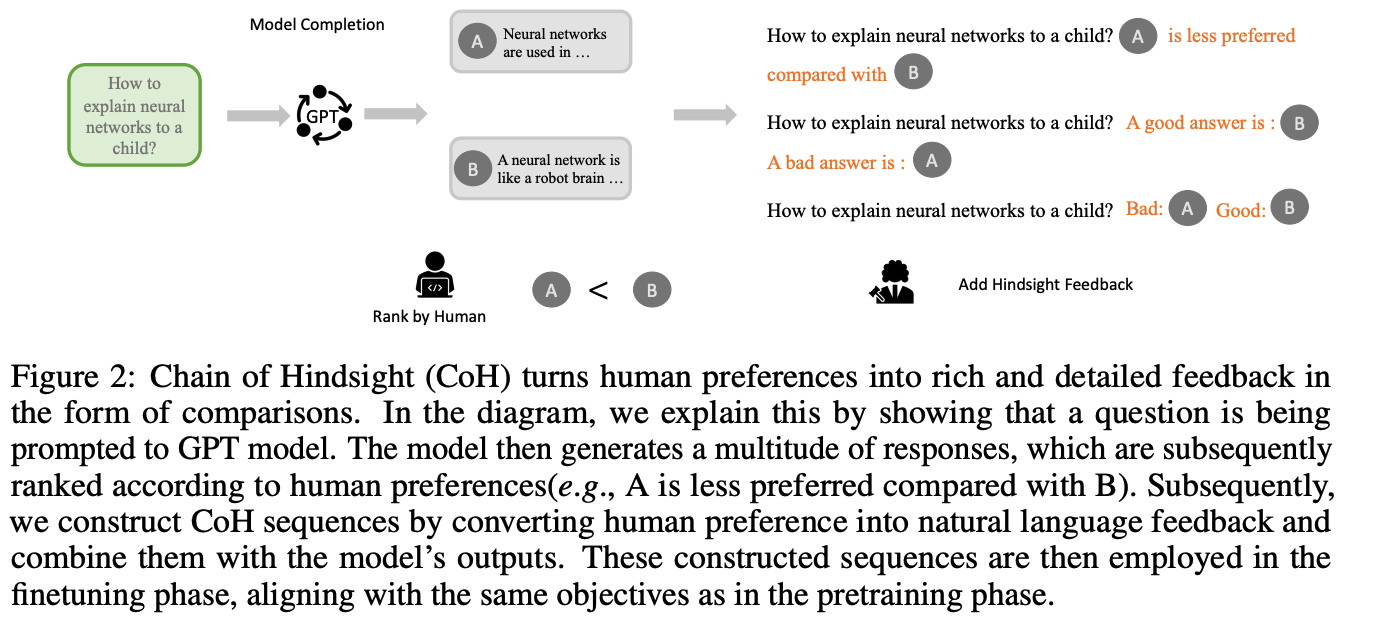 Model Completion
How to
explain neural
networks to a
child?
GPT
A
Neural networks
are used in …
B
A neural network is
like a robot brain …
Rank by Human
A < B
How to explain neural networks to a child? A is less preferred
compared with B
How to explain neural networks to a child? A good answer is : B
A bad answer is : A
How to explain neural networks to a child? Bad: A Good: B
Add Hindsight Feedback
Figure 2: Chain of Hindsight (CoH) turns human preferences into rich and detailed feedback in
the form of comparisons. In the diagram, we explain this by showing that a question is being
prompted to GPT model. The model then generates a multitude of responses, which are subsequently
ranked according to human preferences(e.g., A is less preferred compared with B). Subsequently,
we construct CoH sequences by converting human preference into natural language feedback and
combine them with the model’s outputs. These constructed sequences are then employed in the
finetuning phase, aligning with the same objectives as in the pretraining phase.